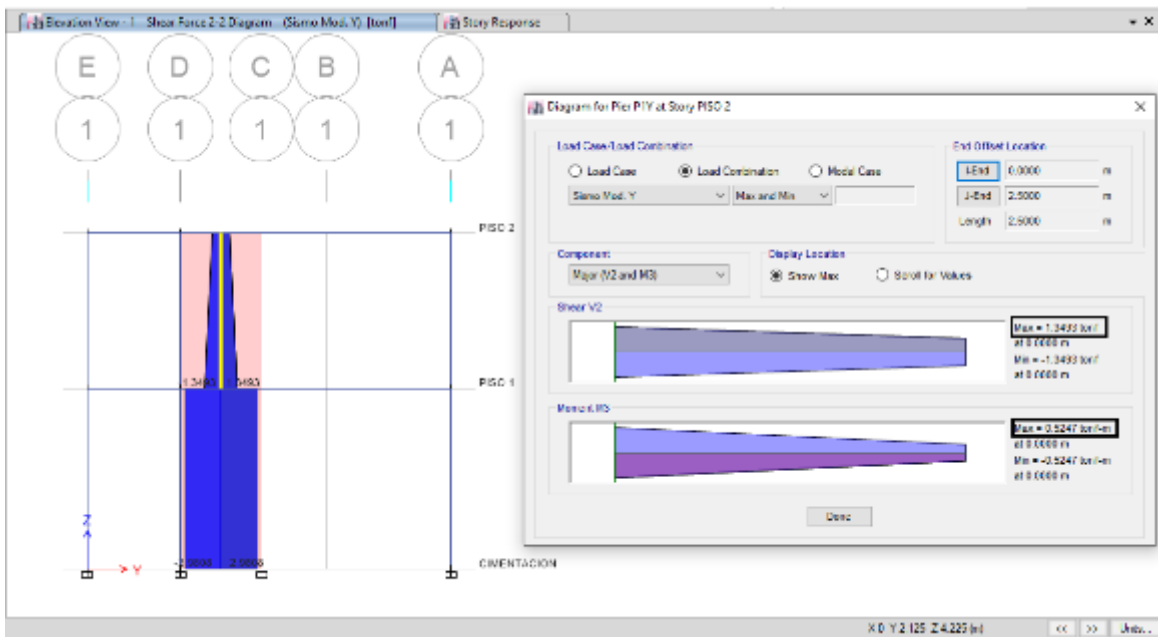 Elevation View - 1 Shear Force 2-2 Diagram (Sismo Mod. Y) [tonf]
Story Response
E D C B A
1 1 1 1 1
PISO 2
1.3493 1.3493
PISO 1
CIMENTACION
Z
Y
Diagram for Pier P1Y at Story PISO 2
Load Case/Load Combination
Load Case Load Combination Modal Case
Sismo Mod. Y Max and Min
End Offset Location
I-End 0.0000 m
J-End 2.5000 m
Length 2.5000 m
Component
Major (V2 and M3)
Display Location
Show Max Scroll for Values
Shear V2
Max = 1.3493 tonf
at 0.0000 m
Min = -1.3493 tonf
at 0.0000 m
Moment M3
Max = 0.5247 tonf-m
at 0.0000 m
Min = -0.5247 tonf-m
at 0.0000 m
Done
X 0 Y 2.125 Z 4.225 (m)
<< >> Units...